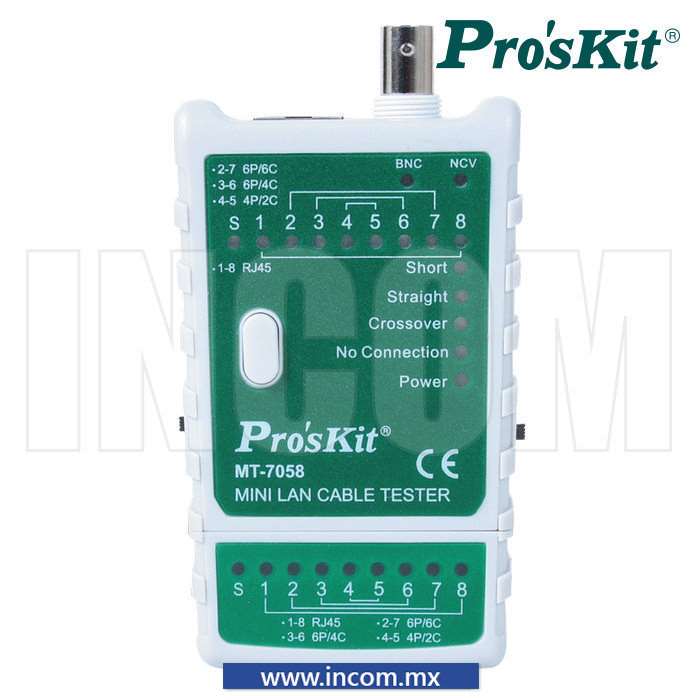 Pro'sKit®
BNC NCV
•2-7 6P/6C
•3-6 6P/4C
•4-5 4P/2C
S 1 2 3 4 5 6 7 8
•1-8 RJ45
Short
Straight
Crossover
No Connection
Power
INCOM
Pro'sKit®
MT-7058
CE
MINI LAN CABLE TESTER
S 1 2 3 4 5 6 7 8
•1-8 RJ45 •2-7 6P/6C
•3-6 6P/4C •4-5 4P/2C
www.incom.mx